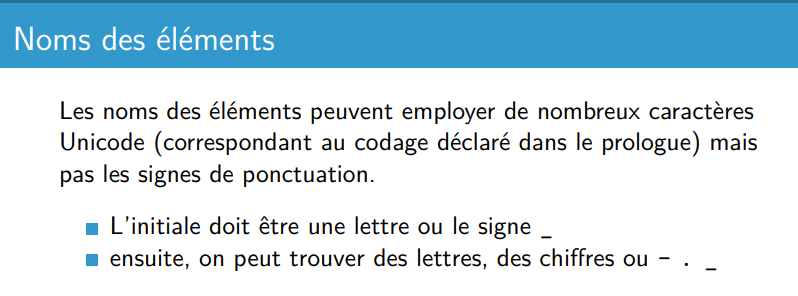 Noms des éléments
Les noms des éléments peuvent employer de nombreux caractères
Unicode (correspondant au codage déclaré dans le prologue) mais
pas les signes de ponctuation.
L'initiale doit être une lettre ou le signe _
ensuite, on peut trouver des lettres, des chiffres ou - . _